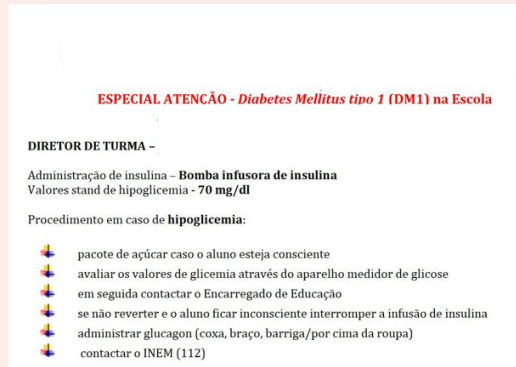 ESPECIAL ATENÇÃO - Diabetes Mellitus tipo 1 (DM1) na Escola
DIRETOR DE TURMA –
Administração de insulina – Bomba infusora de insulina
Valores stand de hipoglicemia - 70 mg/dl
Procedimento em caso de hipoglicemia:
pacote de açúcar caso o aluno esteja consciente
avaliar os valores de glicemia através do aparelho medidor de glicose
em seguida contactar o Encarregado de Educação
se não reverter e o aluno ficar inconsciente interromper a infusão de insulina
administrar glucagon (coxa, braço, barriga/por cima da roupa)
contactar o INEM (112)